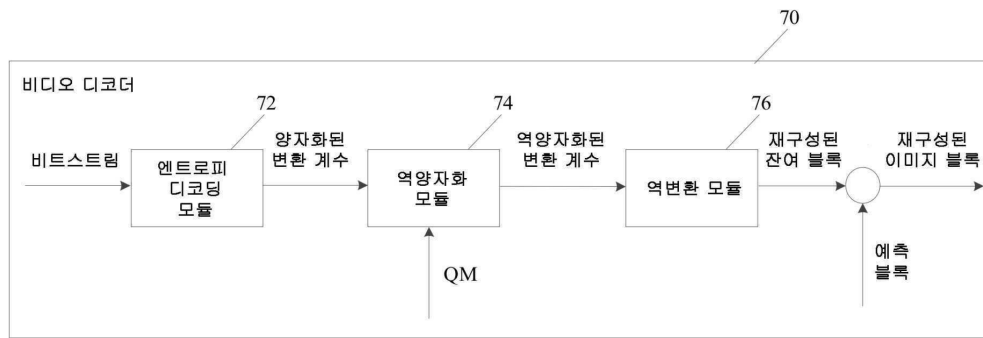 70
비디오 디코더
72
74
76
비트스트림
엔트로피
디코딩
모듈
양자화된
변환 계수
역양자화
모듈
역양자화된
변환 계수
역변환 모듈
재구성된
잔여 블록
재구성된
이미지 블록
QM
예측
블록